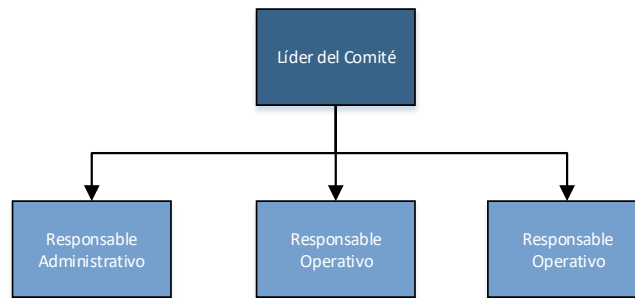 Líder del Comité
Responsable
Administrativo
Responsable
Operativo
Responsable
Operativo